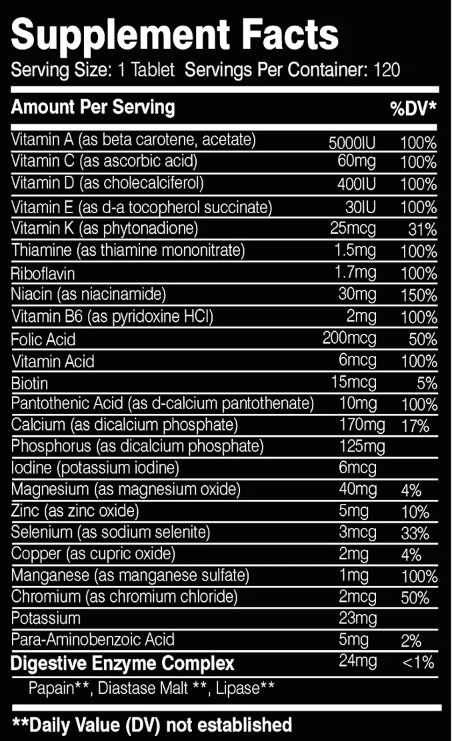 Supplement Facts
Serving Size: 1 Tablet Servings Per Container: 120
Amount Per Serving %DV*
Vitamin A (as beta carotene, acetate) 5000IU 100%
Vitamin C (as ascorbic acid) 60mg 100%
Vitamin D (as cholecalciferol) 400IU 100%
Vitamin E (as d-a tocopherol succinate) 30IU 100%
Vitamin K (as phytonadione) 25mcg 31%
Thiamine (as thiamine mononitrate) 1.5mg 100%
Riboflavin 1.7mg 100%
Niacin (as niacinamide) 30mg 150%
Vitamin B6 (as pyridoxine HCl) 2mg 100%
Folic Acid 200mcg 50%
Vitamin Acid 6mcg 100%
Biotin 15mcg 5%
Pantothenic Acid (as d-calcium pantothenate) 10mg 100%
Calcium (as dicalcium phosphate) 170mg 17%
Phosphorus (as dicalcium phosphate) 125mg
Iodine (potassium iodine) 6mcg
Magnesium (as magnesium oxide) 40mg 4%
Zinc (as zinc oxide) 5mg 10%
Selenium (as sodium selenite) 3mcg 33%
Copper (as cupric oxide) 2mg 4%
Manganese (as manganese sulfate) 1mg 100%
Chromium (as chromium chloride) 2mcg 50%
Potassium 23mg
Para-Aminobenzoic Acid 5mg 2%
Digestive Enzyme Complex 24mg <1%
Papain**, Diastase Malt **, Lipase**
**Daily Value (DV) not established